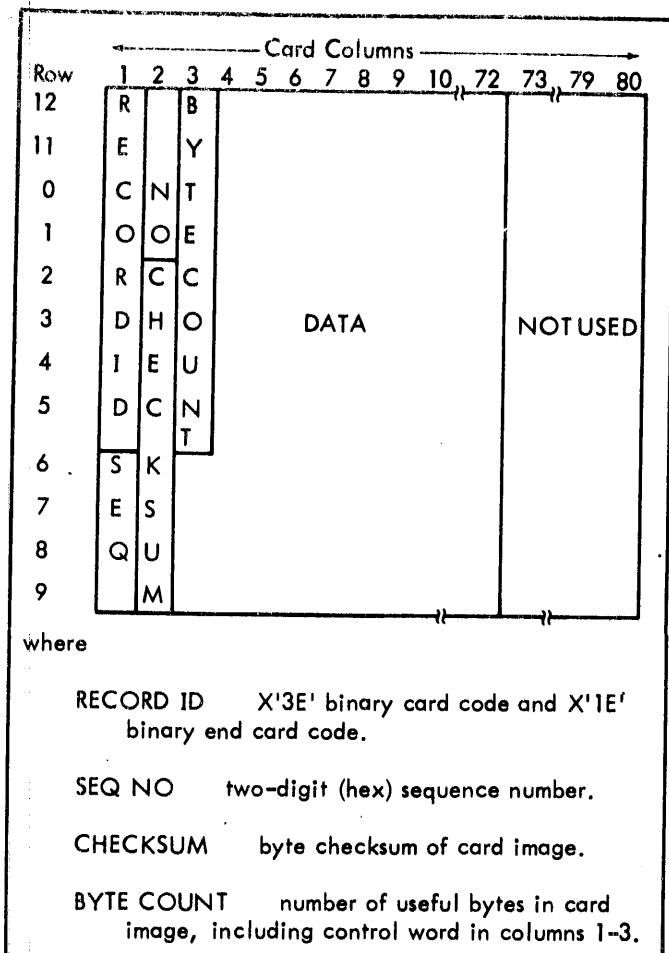 Card Columns
Row 1 2 3 4 5 6 7 8 9 10 72 73 79 80
12 R B
11 E Y
0 C N T
1 O O E
2 R C C
3 D H O DATA NOT USED
4 I E U
5 D C N
T
6 S K
7 E S
8 Q U
9 M
where
RECORD ID X'3E' binary card code and X'1E'
binary end card code.
SEQ NO two-digit (hex) sequence number.
CHECKSUM byte checksum of card image.
BYTE COUNT number of useful bytes in card
image, including control word in columns 1-3.